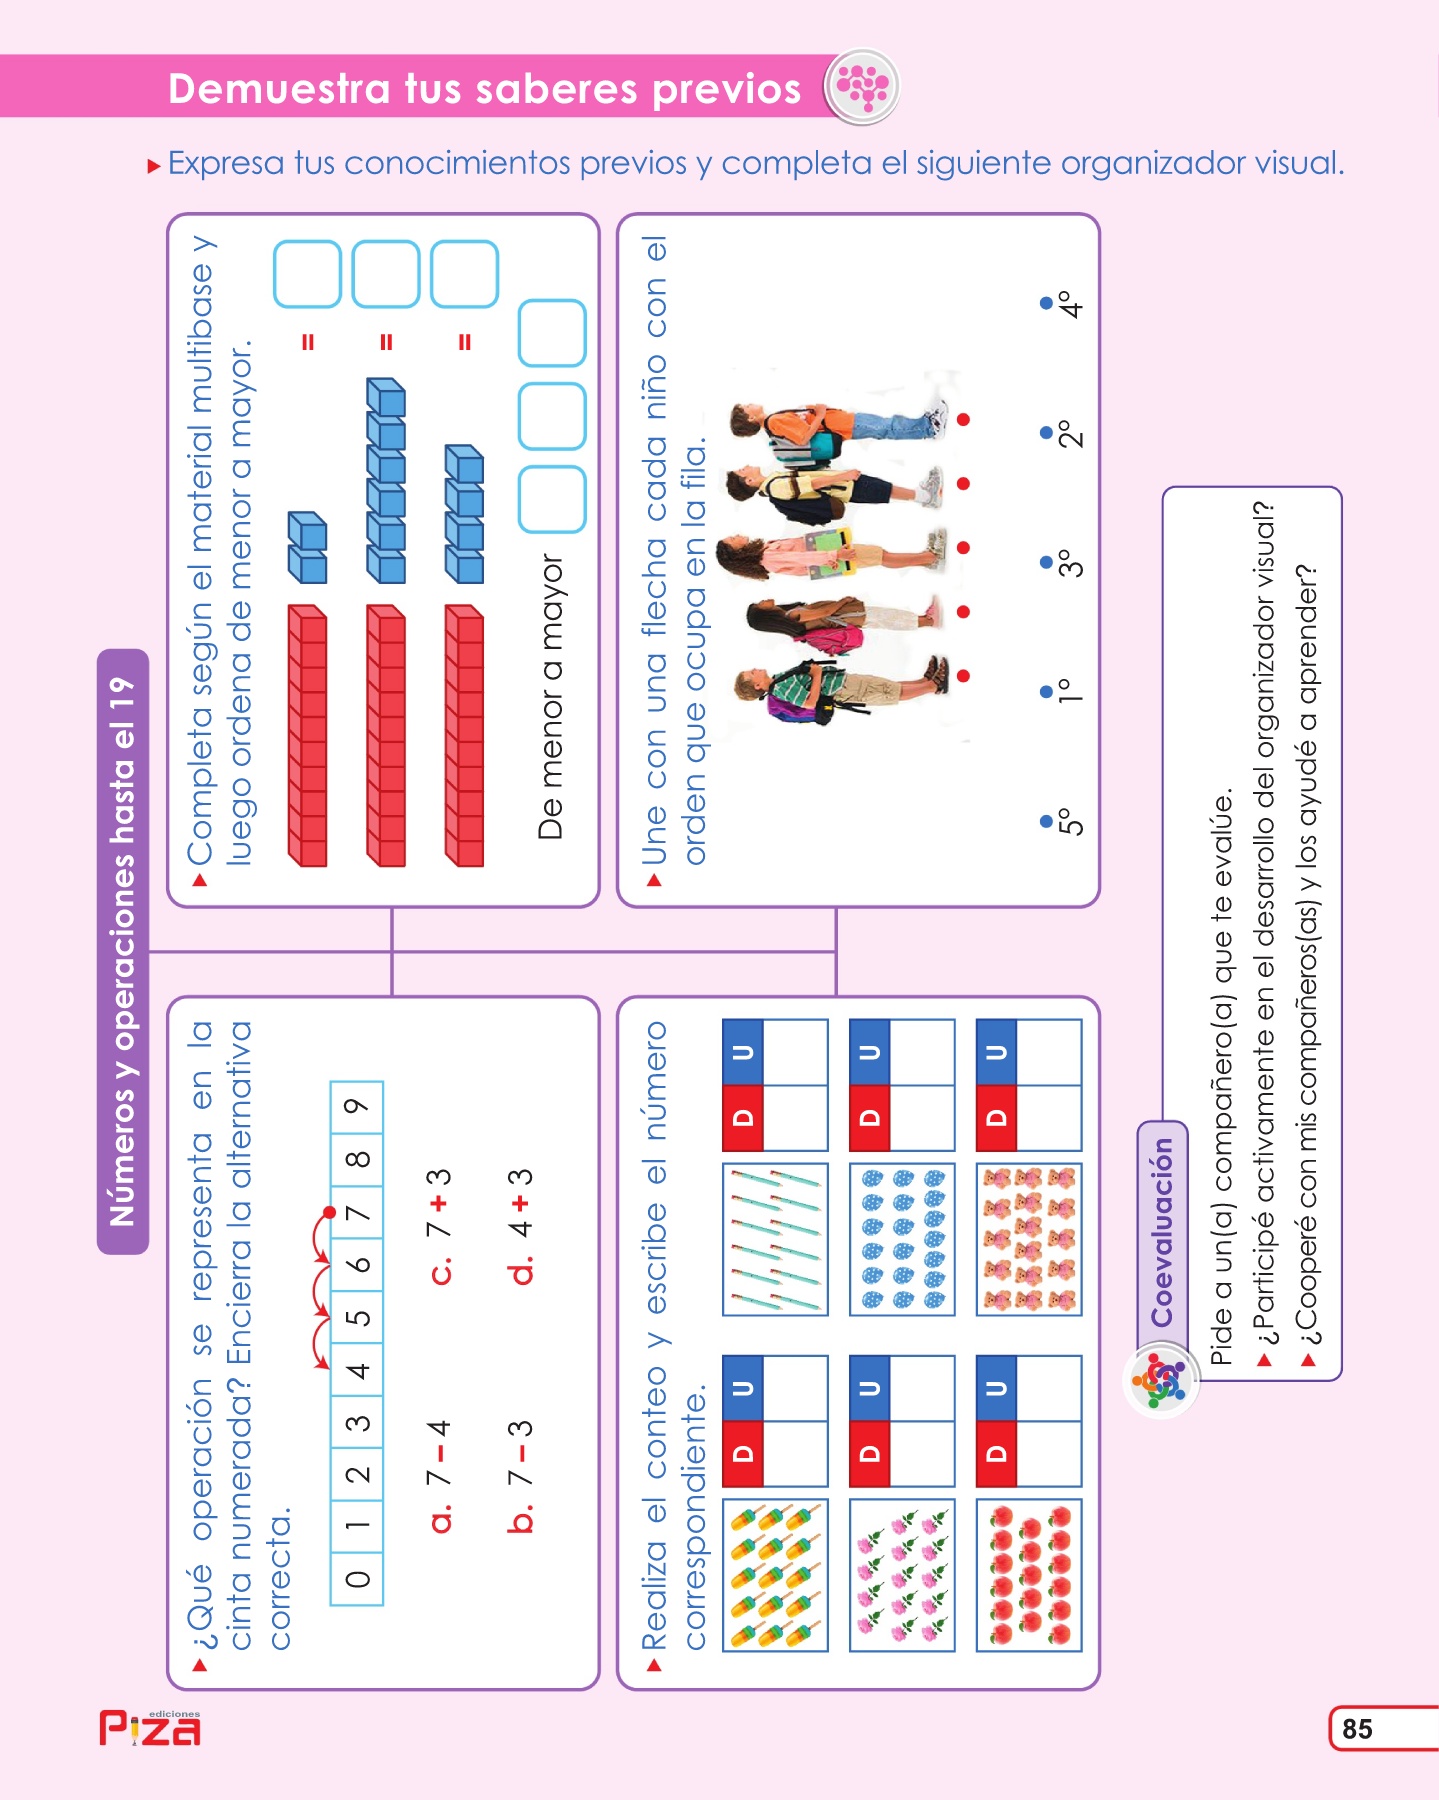 Demuestra tus saberes previos
Expresa tus conocimientos previos y completa el siguiente organizador visual.
Números y operaciones hasta el 19
¿Qué operación se representa en la
cinta numerada? Encierra la alternativa
correcta.
0 1 2 3 4 5 6 7 8 9
a. 7 – 4
c. 7 + 3
b. 7 – 3
d. 4 + 3
Completa según el material multibase y
luego ordena de menor a mayor.
=
=
=
De menor a mayor
Realiza el conteo y escribe el número
correspondiente.
D U D U
D U D U
D U D U
Une con una flecha cada niño con el
orden que ocupa en la fila.
5° 1° 3° 2° 4°
Coevaluación
Pide a un(a) compañero(a) que te evalúe.
¿Participé activamente en el desarrollo del organizador visual?
¿Cooperé con mis compañeros(as) y los ayudé a aprender?
ediciones
Piza
85